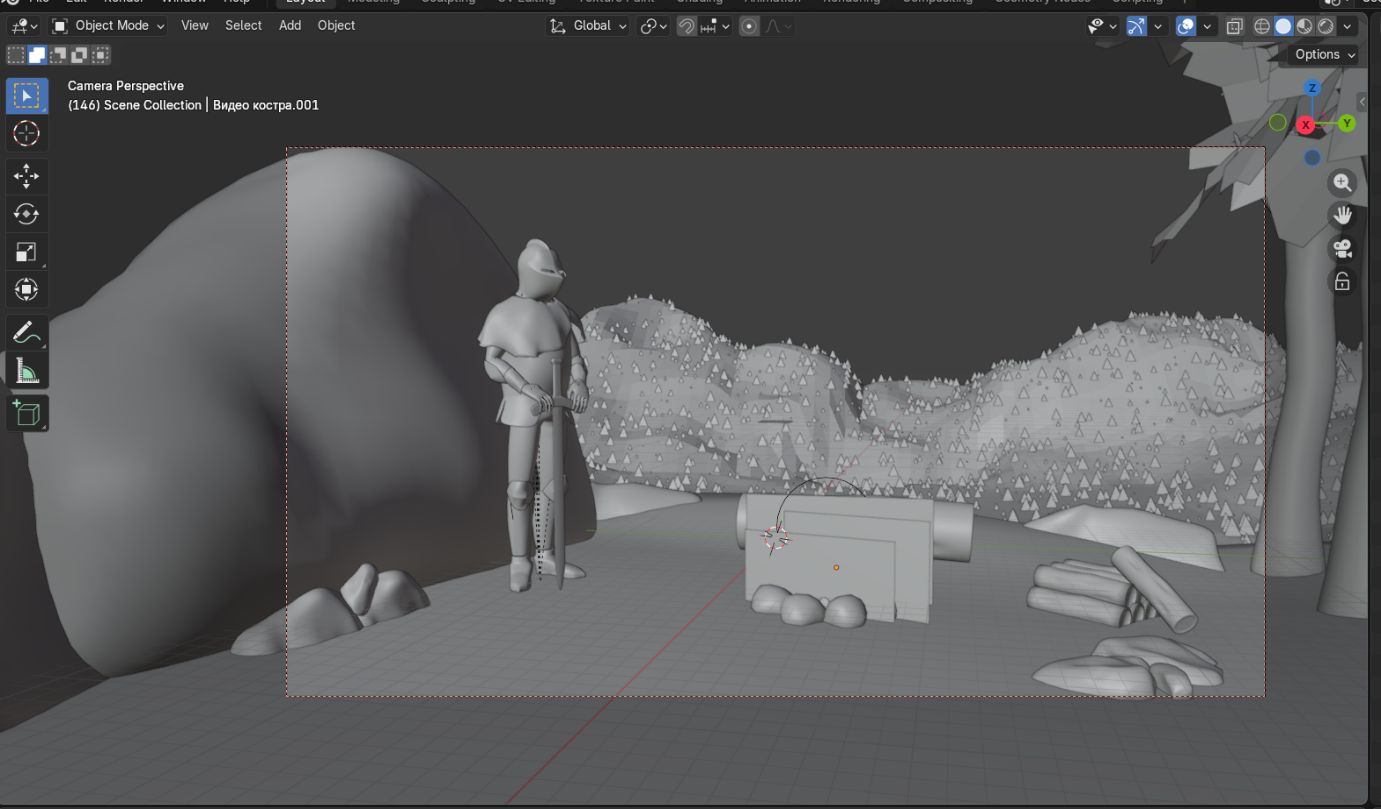 Object Mode View Select Add Object Global
Options
Camera Perspective
(146) Scene Collection | Видео костра.001
Z
X Y